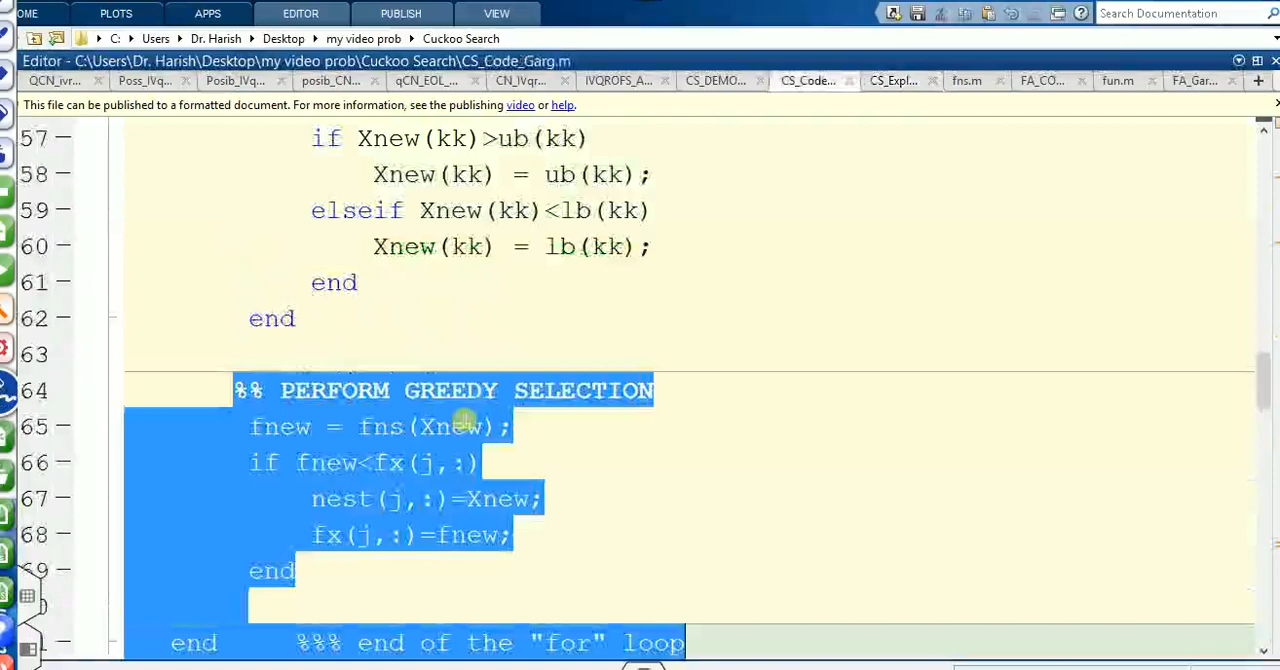 OME PLOTS APPS EDITOR PUBLISH VIEW Search Documentation
C: Users Dr. Harish Desktop my video prob Cuckoo Search
Editor - C:\Users\Dr. Harish\Desktop\my video prob\Cuckoo Search\CS_Code_Garg.m
QCN_ivr... Poss_IVq... Posib_IVq... posib_CN... qCN_EOL_... CN_IVqr... IVQROFS_A... CS_DEMO... CS_Code... CS_Expl... fns.m FA_CO... fun.m FA_Gar...
This file can be published to a formatted document. For more information, see the publishing video or help.
57 if Xnew(kk)>ub(kk)
58 Xnew(kk) = ub(kk);
59 elseif Xnew(kk)<lb(kk)
60 Xnew(kk) = lb(kk);
61 end
62 end
63
64 %% PERFORM GREEDY SELECTION
65 fnew = fns(Xnew);
66 if fnew<fx(j,:)
67 nest(j,:)=Xnew;
68 fx(j,:)=fnew;
69 end
end %%% end of the "for" loop